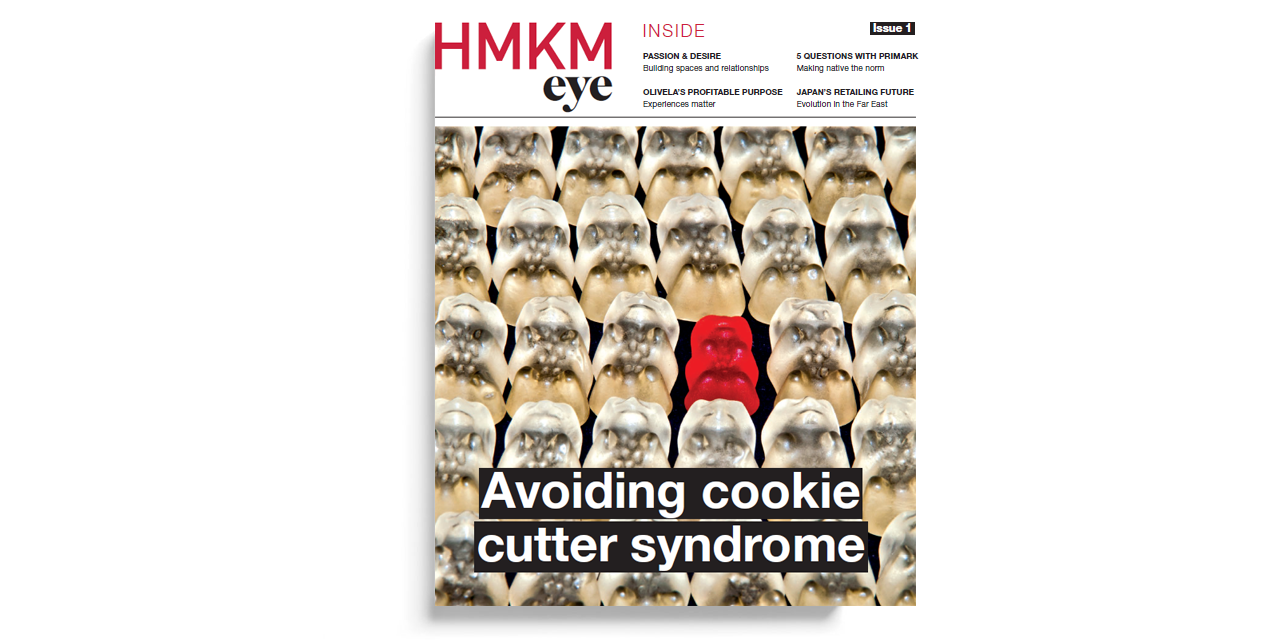 HMKM
eye
INSIDE
Issue 1
PASSION & DESIRE
Building spaces and relationships
5 QUESTIONS WITH PRIMARK
Making native the norm
OLIVELA'S PROFITABLE PURPOSE
Experiences matter
JAPAN'S RETAILING FUTURE
Evolution in the Far East
Avoiding cookie
cutter syndrome